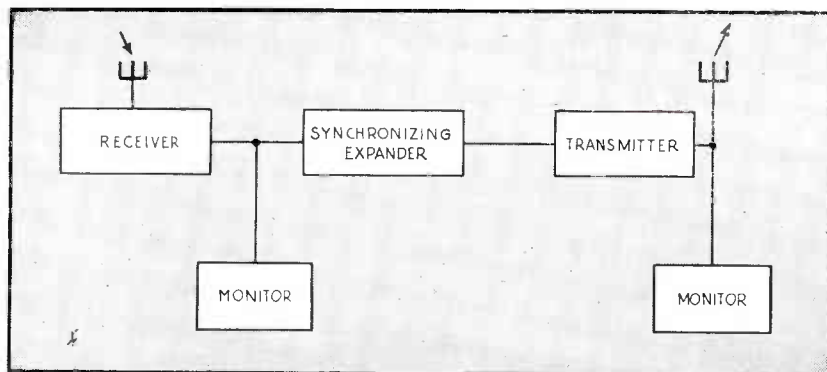 RECEIVER
SYNCHRONIZING
EXPANDER
TRANSMITTER
MONITOR
MONITOR